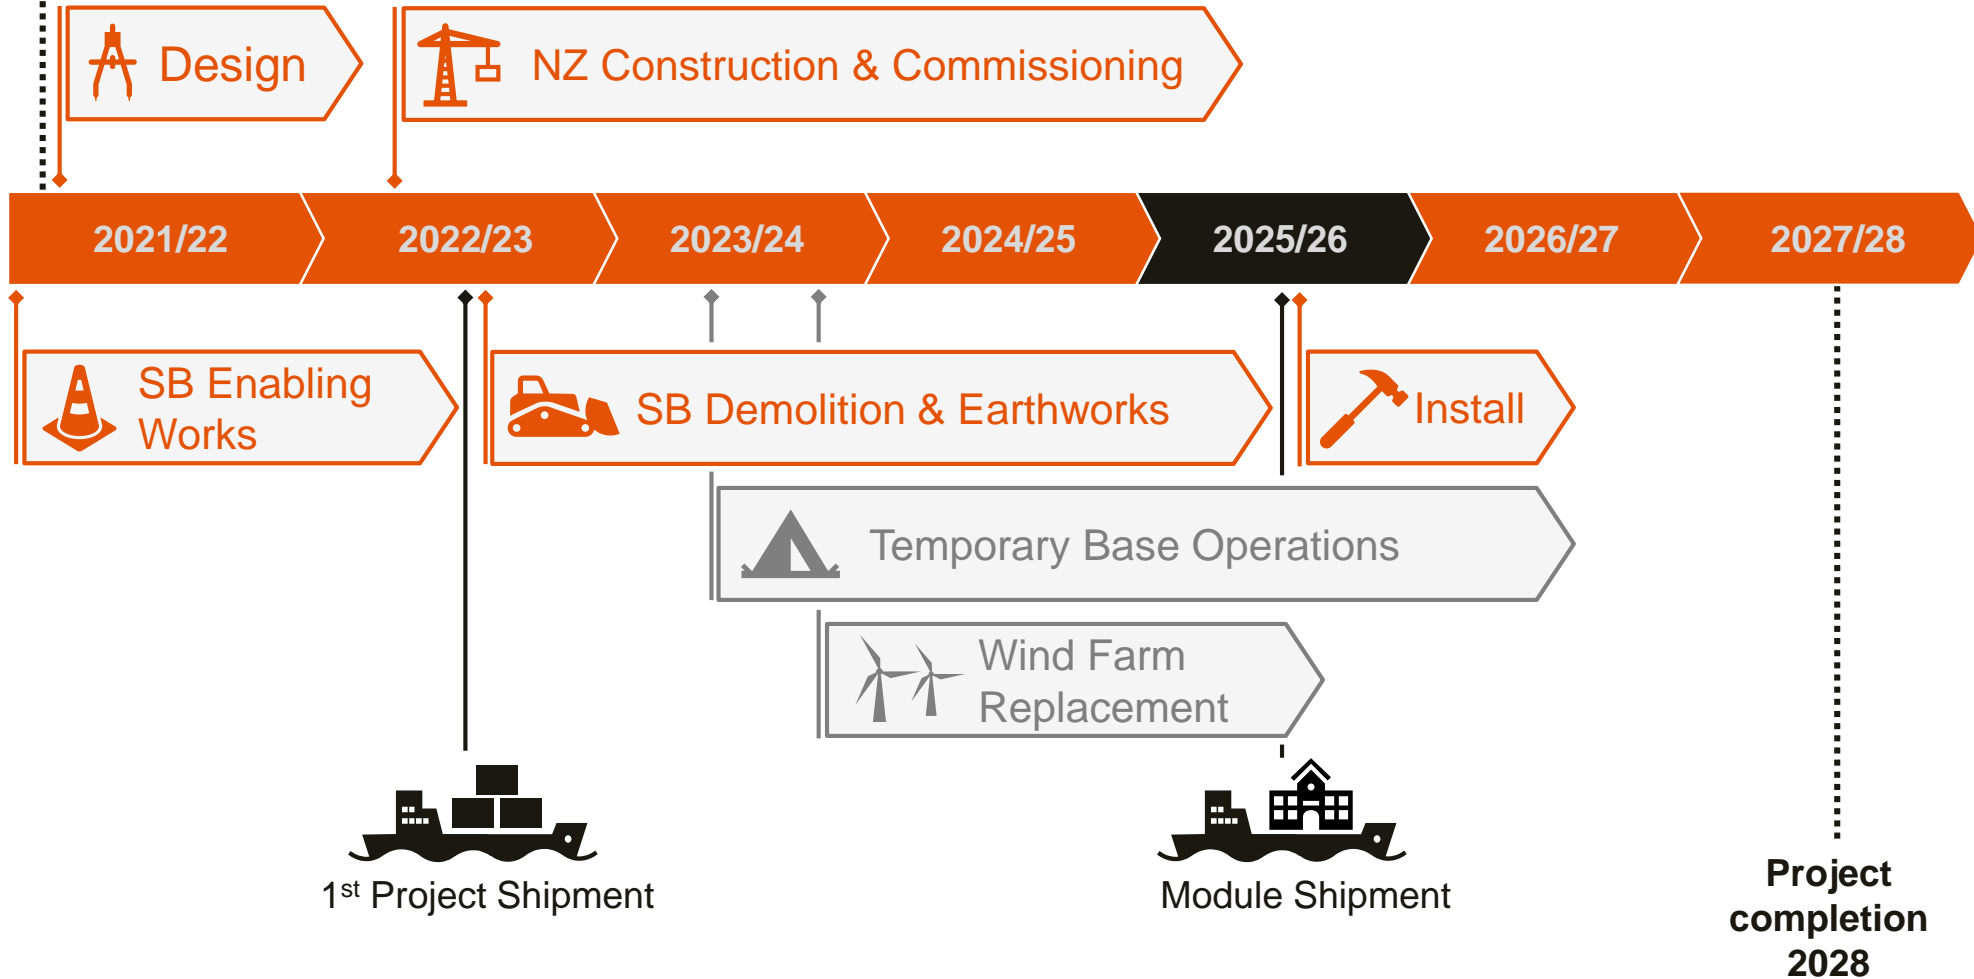 Design
NZ Construction & Commissioning
2021/22
2022/23
2023/24
2024/25
2025/26
2026/27
2027/28
SB Enabling
Works
SB Demolition & Earthworks
Install
Temporary Base Operations
Wind Farm
Replacement
1st Project Shipment
Module Shipment
Project
completion
2028